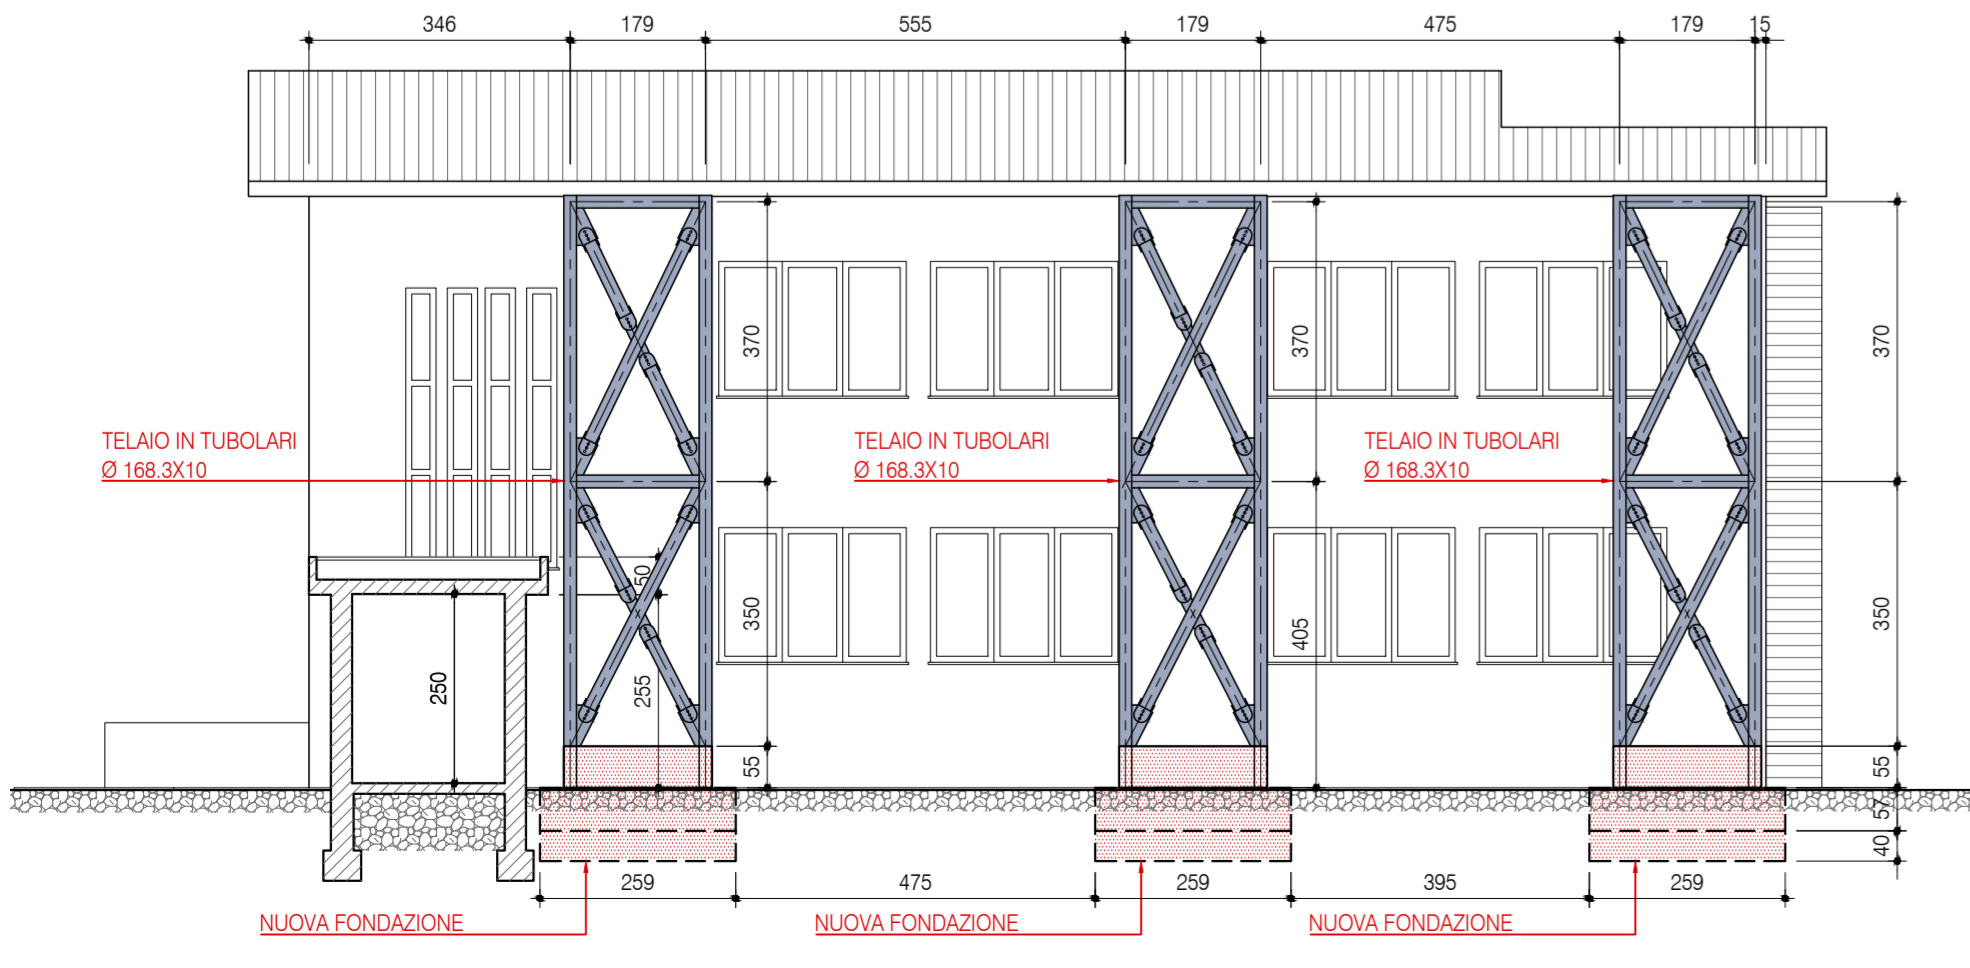 346
179
555
179
475
179
15
370
370
370
TELAIO IN TUBOLARI
Ø 168.3X10
TELAIO IN TUBOLARI
Ø 168.3X10
TELAIO IN TUBOLARI
Ø 168.3X10
50
350
405
350
250
255
55
55
57
40
259
475
259
395
259
NUOVA FONDAZIONE
NUOVA FONDAZIONE
NUOVA FONDAZIONE